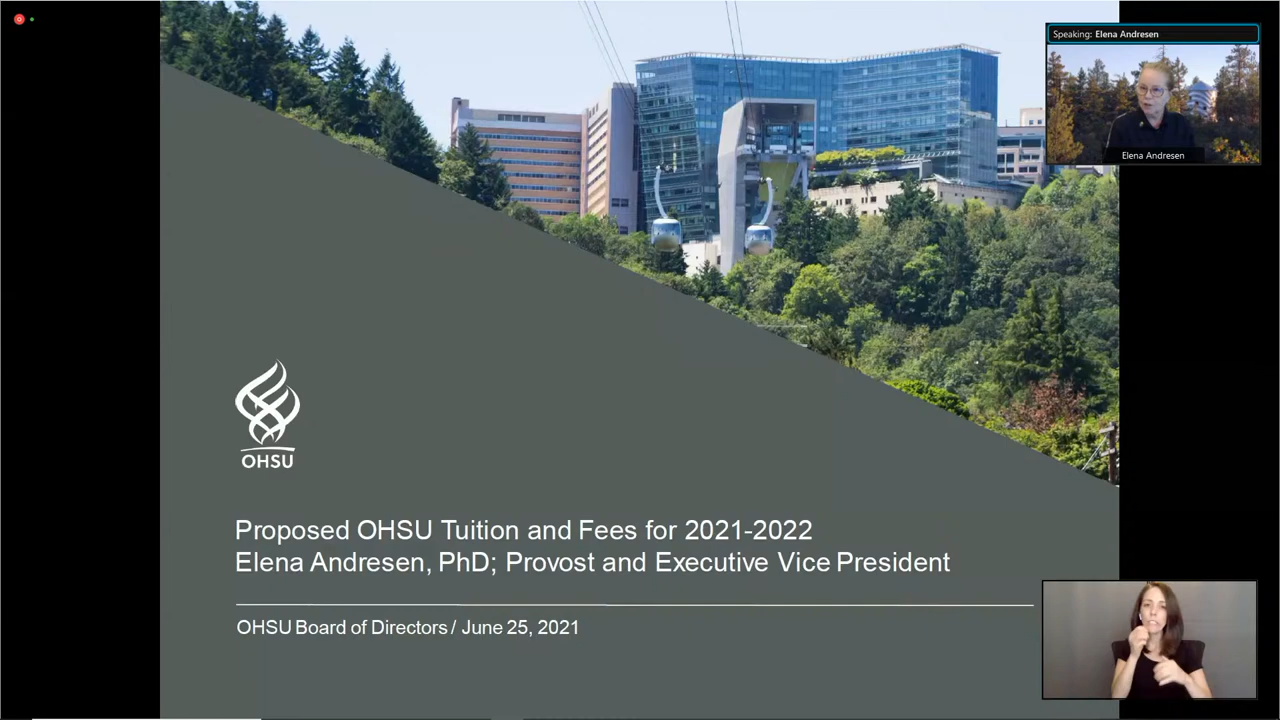 Speaking: Elena Andresen
Elena Andresen
OHSU
Proposed OHSU Tuition and Fees for 2021-2022
Elena Andresen, PhD; Provost and Executive Vice President
OHSU Board of Directors / June 25, 2021